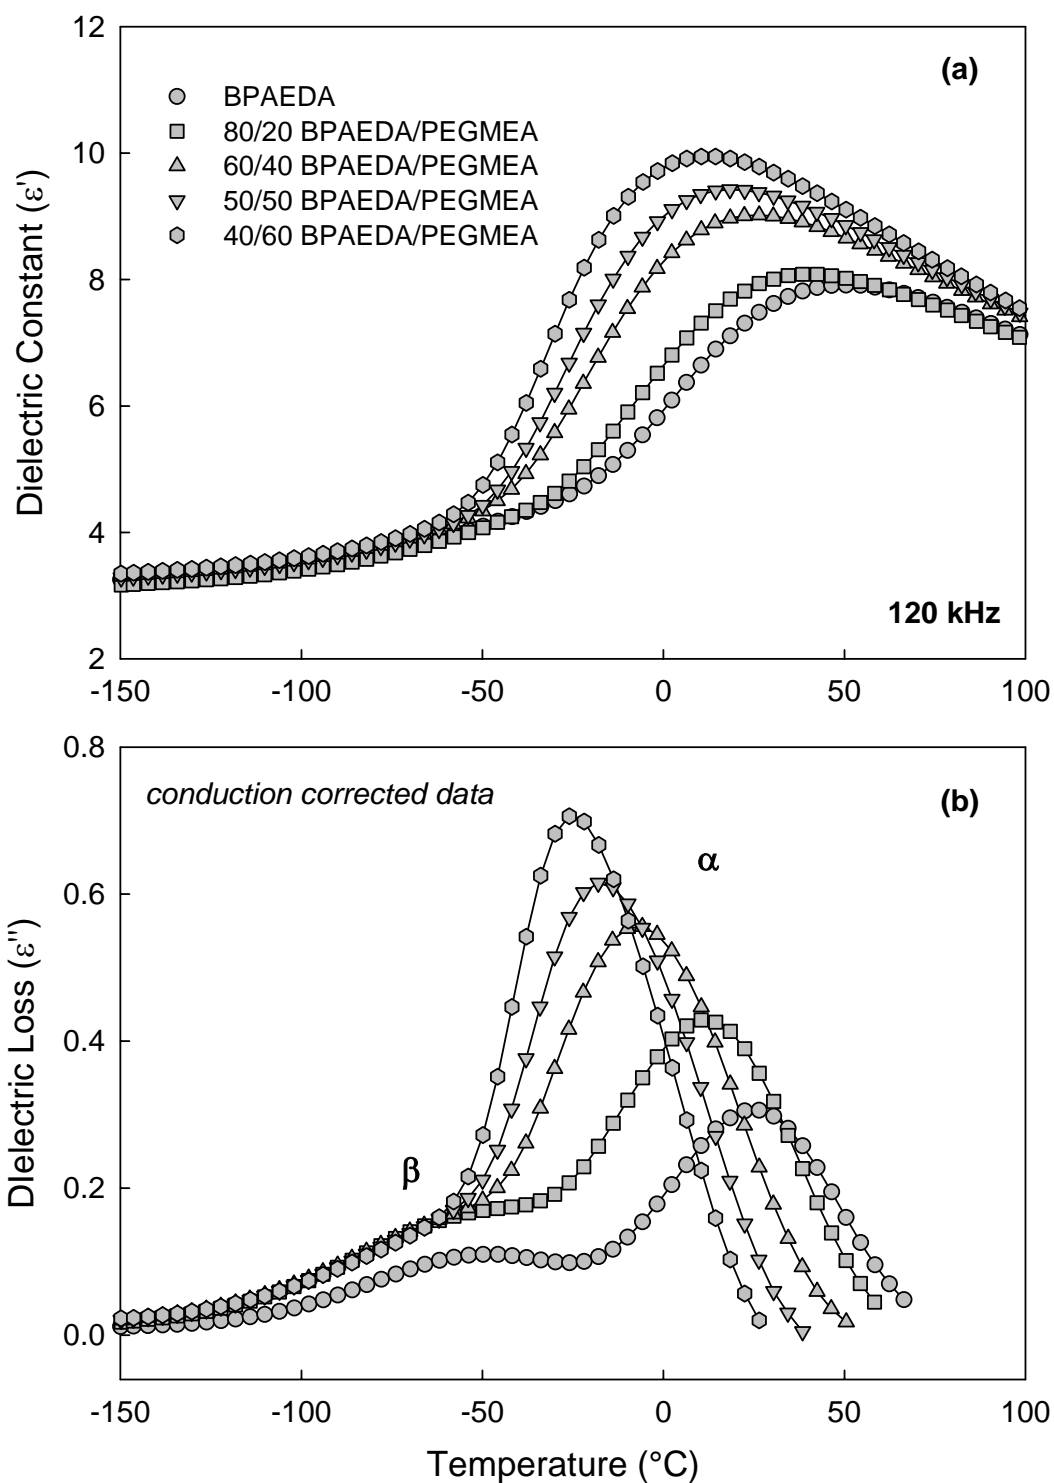 12
(a)
BPAEDA
80/20 BPAEDA/PEGMEA
60/40 BPAEDA/PEGMEA
50/50 BPAEDA/PEGMEA
40/60 BPAEDA/PEGMEA
10
8
6
4
2
Dielectric Constant (ε')
120 kHz
-150 -100 -50 0 50 100
0.8
conduction corrected data
(b)
α
0.6
0.4
β
0.2
0.0
DIelectric Loss (ε")
-150 -100 -50 0 50 100
Temperature (°C)